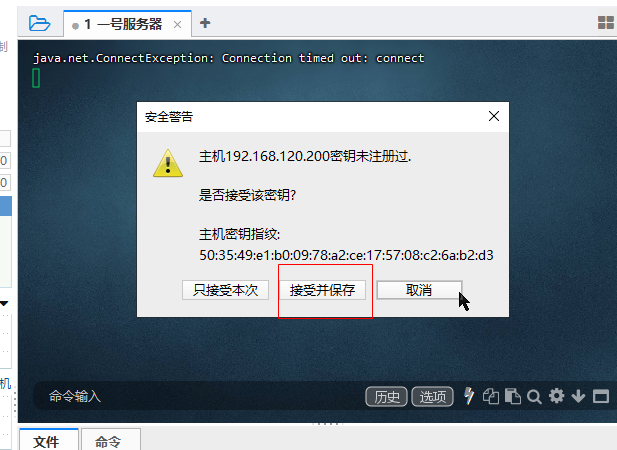 制
1 一号服务器
java.net.ConnectException: Connection timed out: connect
安全警告
主机192.168.120.200密钥未注册过.
是否接受该密钥?
主机密钥指纹:
50:35:49:e1:b0:09:78:a2:ce:17:57:08:c2:6a:b2:d3
只接受本次
接受并保存
取消
0
0
机
命令输入
历史
选项
文件
命令